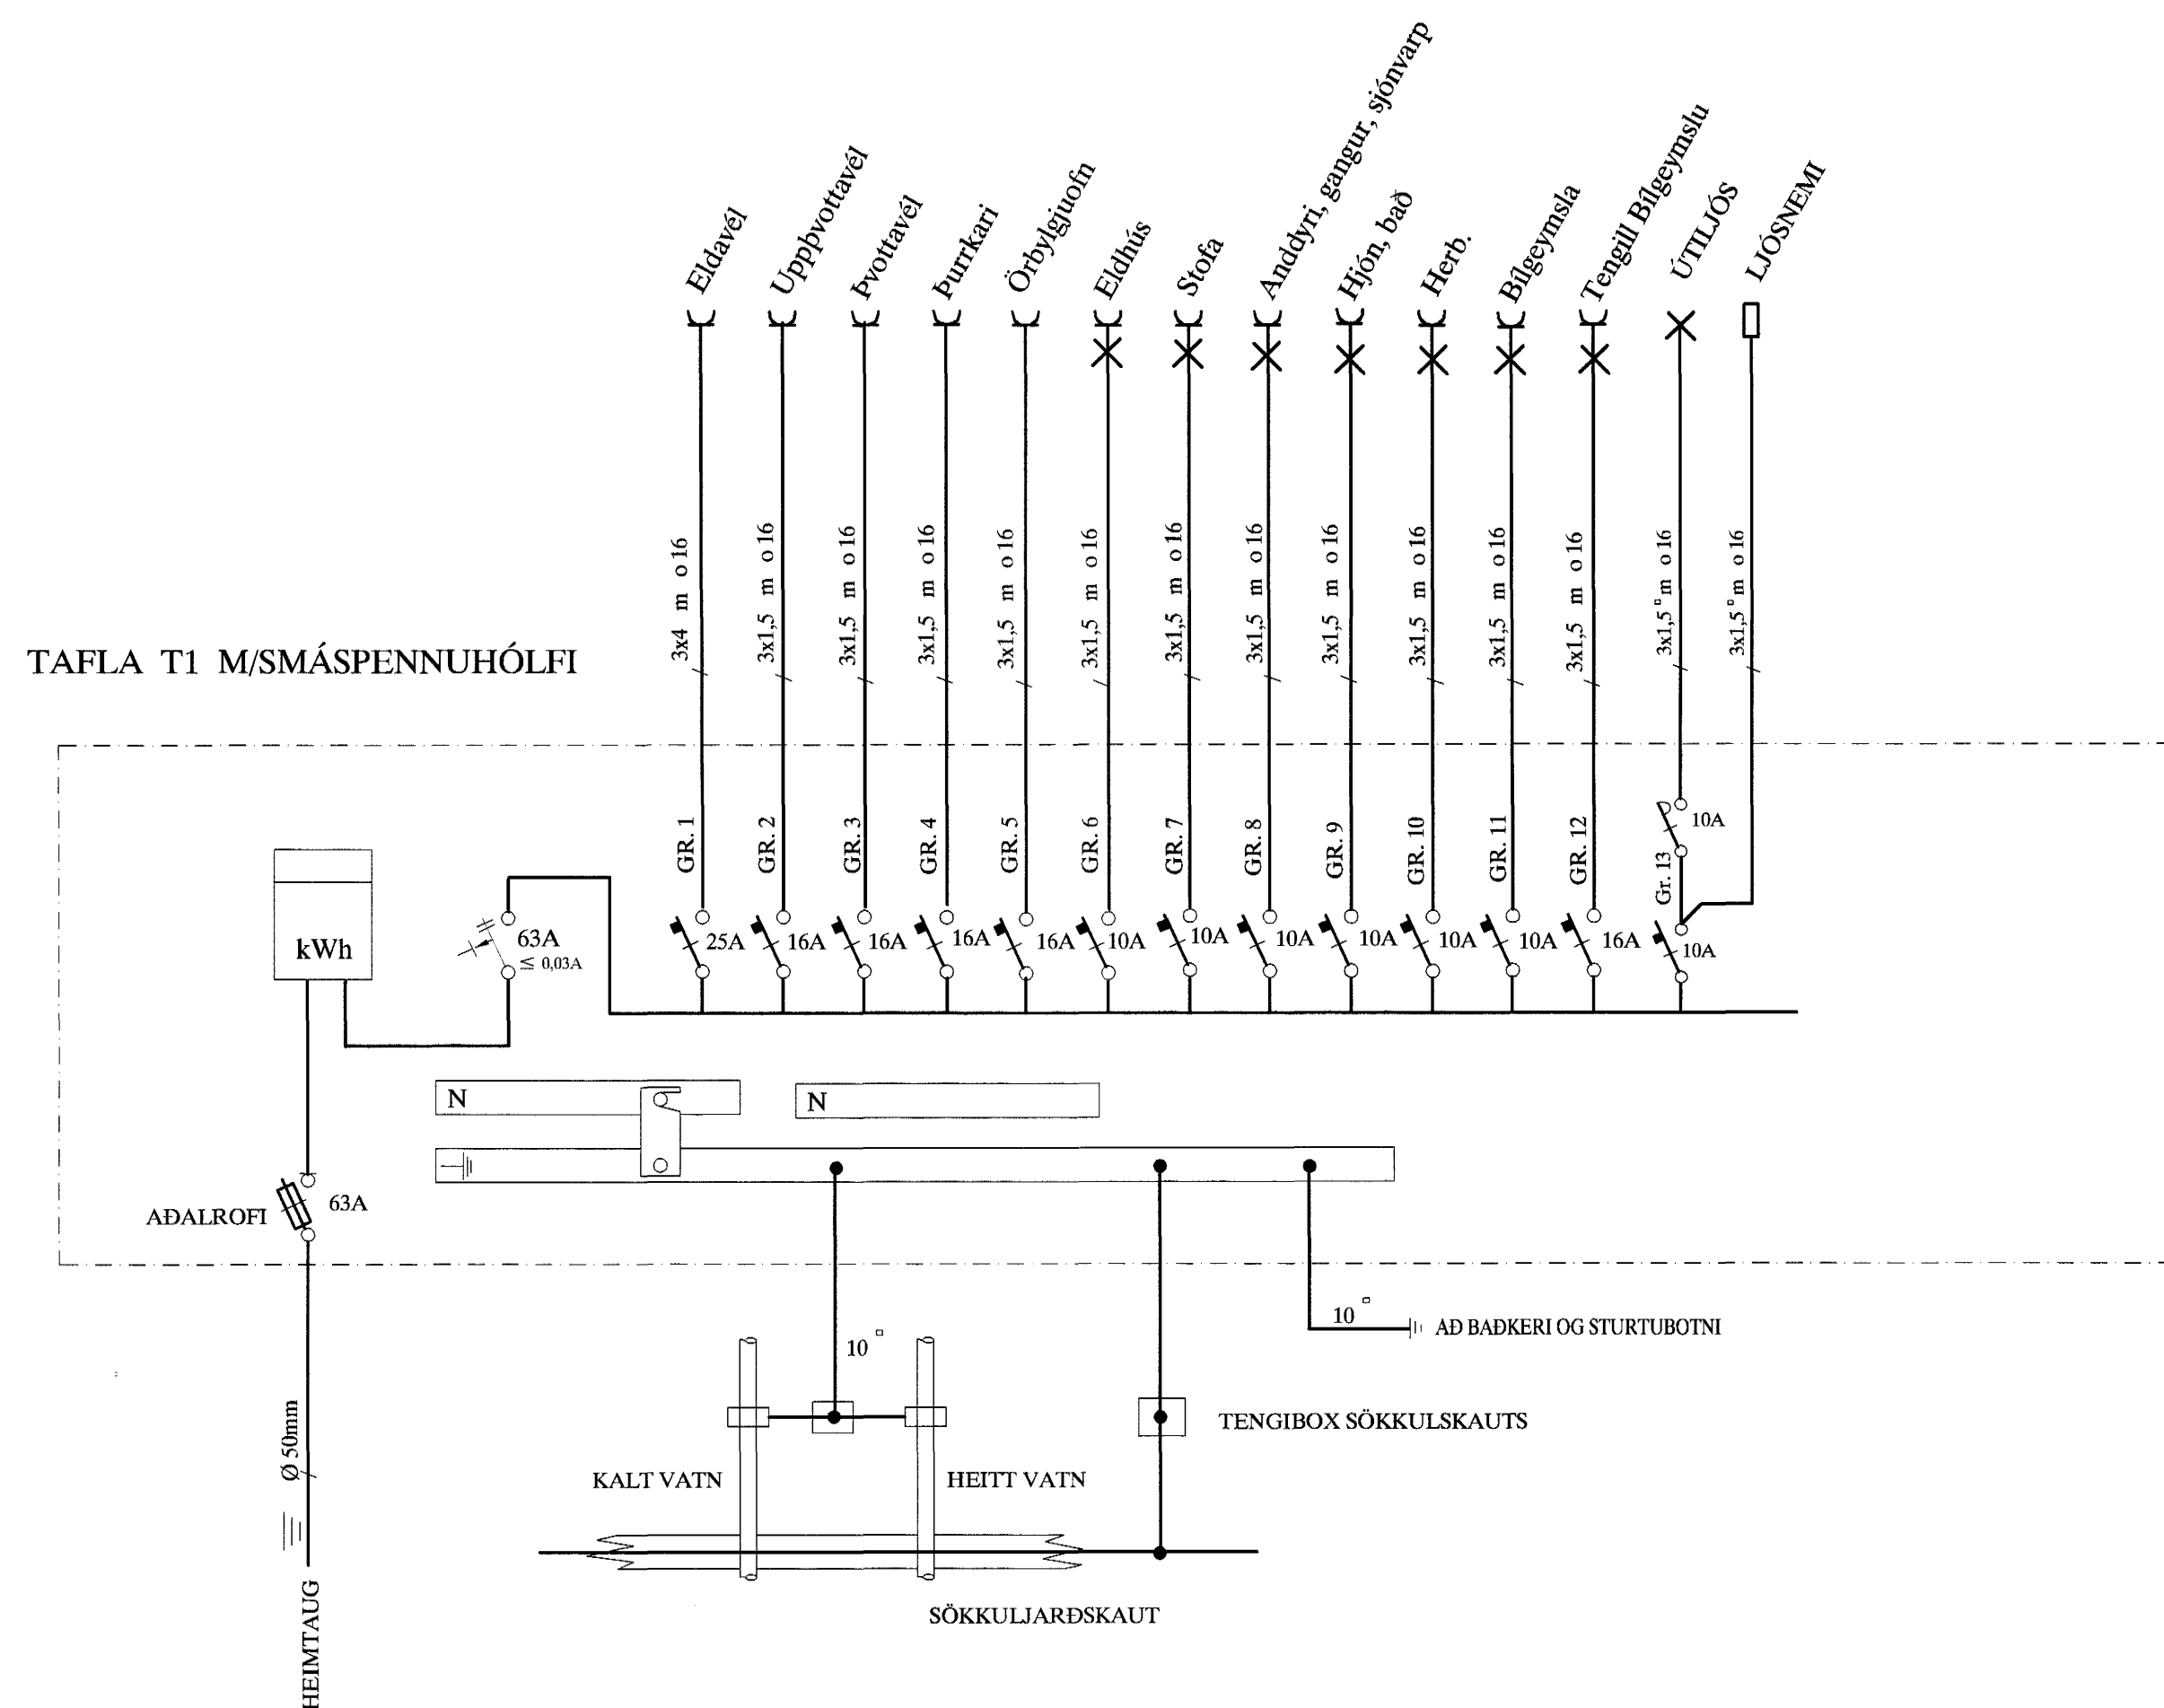 Eldavél
Uppþvottavél
Þvottavél
Þurrkari
Örbylgjuofn
Eldhús
Stofa
Anddyri, gangur, sjónvarp
Hjón, bað
Herb.
Bílgeymsla
Tengill Bílgeymslu
ÚTILJÓS
LJÓSNEMI
3x4 m o 16
3x1,5 m o 16
3x1,5 m o 16
3x1,5 m o 16
3x1,5 m o 16
3x1,5 m o 16
3x1,5 m o 16
3x1,5 m o 16
3x1,5 m o 16
3x1,5 m o 16
3x1,5 m o 16
3x1,5 m o 16
3x1,5 □ m o 16
3x1,5 □ m o 16
TAFLA T1 M/SMÁSPENNUHÓLFI
GR. 1
GR. 2
GR. 3
GR. 4
GR. 5
GR. 6
GR. 7
GR. 8
GR. 9
GR. 10
GR. 11
GR. 12
Gr. 13
10A
kWh
63A
≤ 0,03A
25A
16A
16A
16A
16A
10A
10A
10A
10A
10A
10A
16A
10A
N
N
AÐALROFI
63A
10 □
AÐ BAÐKERI OG STURTUBOTNI
10 □
Ø 50mm
TENGIBOX SÖKKULSKAUTS
KALT VATN
HEITT VATN
SÖKKULJARÐSKAUT
HEIMTAUG